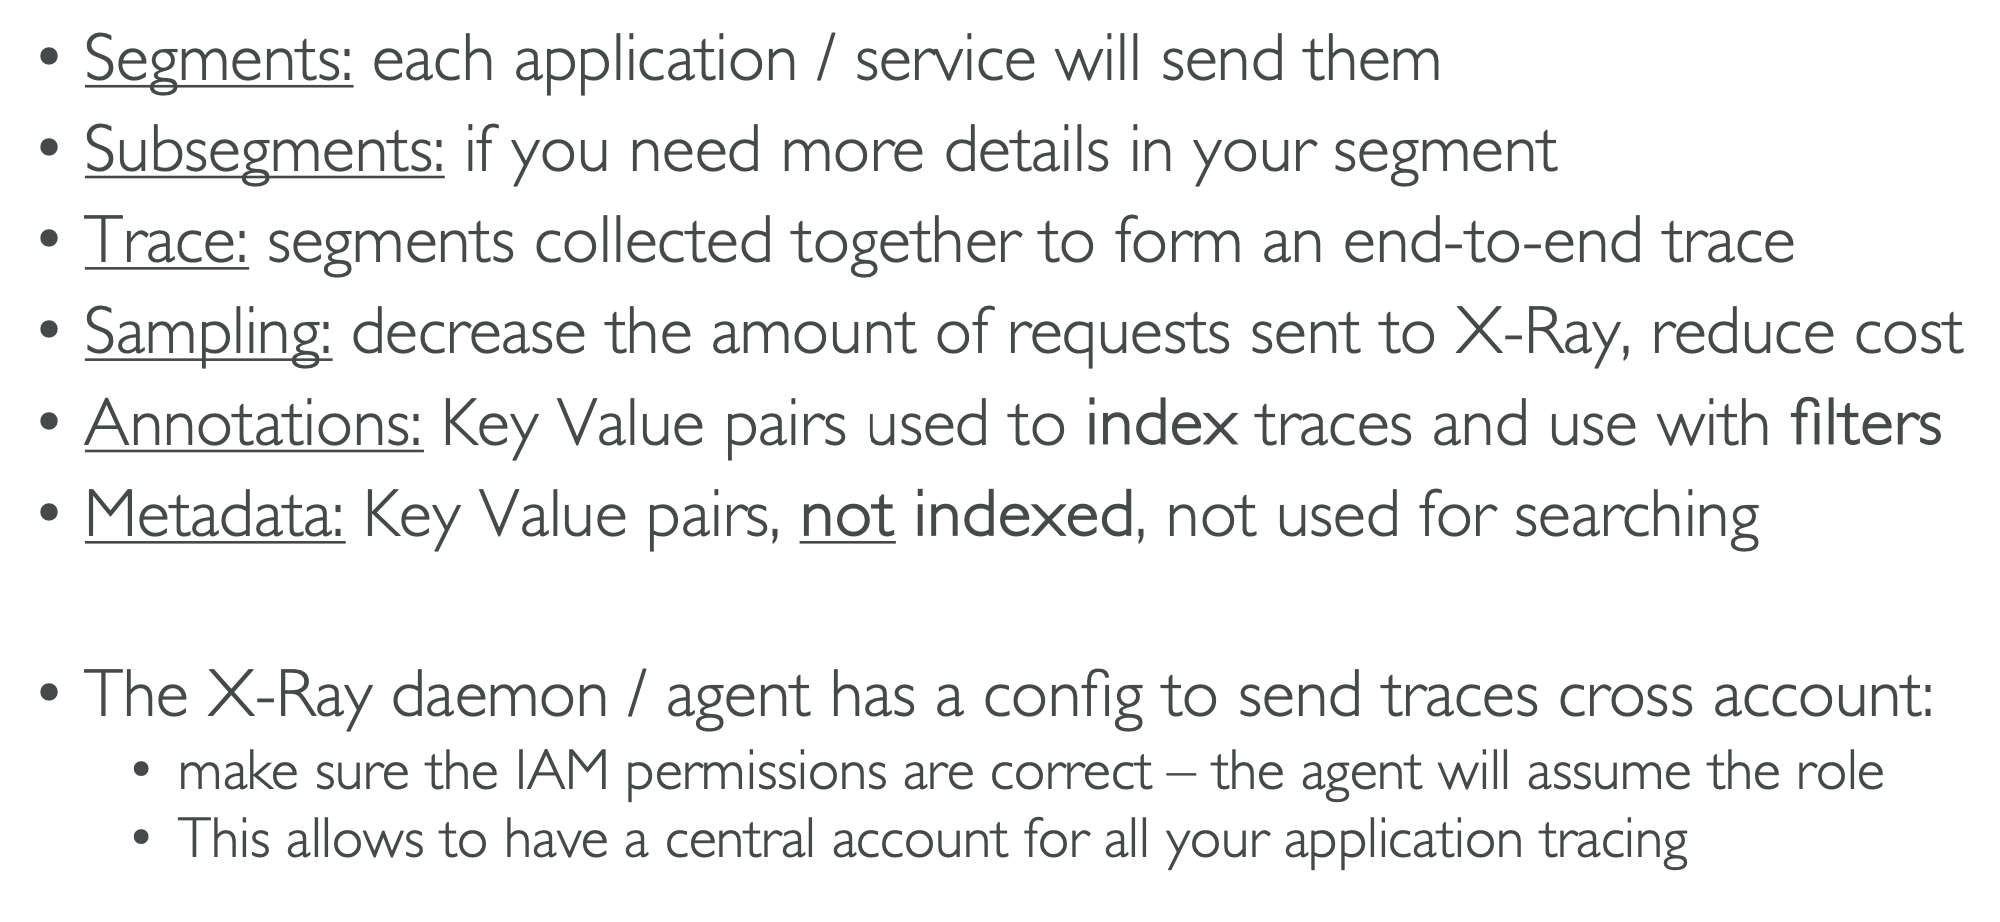 • Segments: each application / service will send them
• Subsegments: if you need more details in your segment
• Trace: segments collected together to form an end-to-end trace
• Sampling: decrease the amount of requests sent to X-Ray, reduce cost
• Annotations: Key Value pairs used to index traces and use with filters
• Metadata: Key Value pairs, not indexed, not used for searching
• The X-Ray daemon / agent has a config to send traces cross account:
• make sure the IAM permissions are correct – the agent will assume the role
• This allows to have a central account for all your application tracing